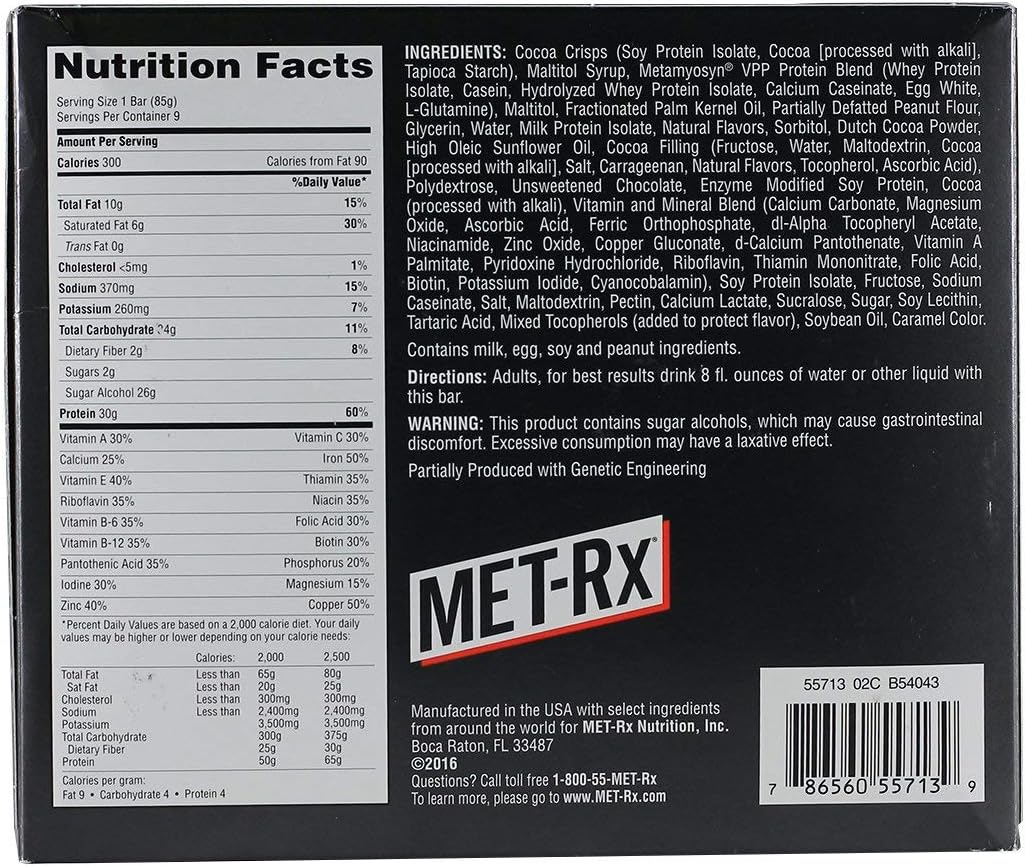 Nutrition Facts
Serving Size 1 Bar (85g)
Servings Per Container 9
Amount Per Serving
Calories 300 Calories from Fat 90
%Daily Value*
Total Fat 10g 15%
Saturated Fat 6g 30%
Trans Fat 0g
Cholesterol <5mg 1%
Sodium 370mg 15%
Potassium 260mg 7%
Total Carbohydrate 11%
Dietary Fiber 2g 8%
Sugars 2g
Sugar Alcohol 26g
Protein 30g 60%
Vitamin A 30% Vitamin C 30%
Calcium 25% Iron 50%
Vitamin E 40% Thiamin 35%
Riboflavin 35% Niacin 35%
Vitamin B-6 35% Folic Acid 30%
Vitamin B-12 35% Biotin 30%
Pantothenic Acid 35% Phosphorus 20%
Iodine 30% Magnesium 15%
Zinc 40% Copper 50%
*Percent Daily Values are based on a 2,000 calorie diet. Your daily
values may be higher or lower depending on your calorie needs:
Calories: 2,000 2,500
Total Fat Less than 65g 80g
Sat Fat Less than 20g 25g
Cholesterol Less than 300mg 300mg
Sodium Less than 2,400mg 2,400mg
Potassium 3,500mg 3,500mg
Total Carbohydrate 300g 375g
Dietary Fiber 25g 30g
Protein 50g 65g
Calories per gram:
Fat 9 • Carbohydrate 4 • Protein 4
INGREDIENTS: Cocoa Crisps (Soy Protein Isolate, Cocoa [processed with alkali],
Tapioca Starch), Maltitol Syrup, Metamyosyn® VPP Protein Blend (Whey Protein
Isolate, Casein, Hydrolyzed Whey Protein Isolate, Calcium Caseinate, Egg White,
L-Glutamine), Maltitol, Fractionated Palm Kernel Oil, Partially Defatted Peanut Flour,
Glycerin, Water, Milk Protein Isolate, Natural Flavors, Sorbitol, Dutch Cocoa Powder,
High Oleic Sunflower Oil, Cocoa Filling (Fructose, Water, Maltodextrin, Cocoa
[processed with alkali], Salt, Carrageenan, Natural Flavors, Tocopherol, Ascorbic Acid),
Polydextrose, Unsweetened Chocolate, Enzyme Modified Soy Protein, Cocoa
(processed with alkali), Vitamin and Mineral Blend (Calcium Carbonate, Magnesium
Oxide, Ascorbic Acid, Ferric Orthophosphate, dl-Alpha Tocopheryl Acetate,
Niacinamide, Zinc Oxide, Copper Gluconate, d-Calcium Pantothenate, Vitamin A
Palmitate, Pyridoxine Hydrochloride, Riboflavin, Thiamin Mononitrate, Folic Acid,
Biotin, Potassium Iodide, Cyanocobalamin), Soy Protein Isolate, Fructose, Sodium
Caseinate, Salt, Maltodextrin, Pectin, Calcium Lactate, Sucralose, Sugar, Soy Lecithin,
Tartaric Acid, Mixed Tocopherols (added to protect flavor), Soybean Oil, Caramel Color.
Contains milk, egg, soy and peanut ingredients.
Directions: Adults, for best results drink 8 fl. ounces of water or other liquid with
this bar.
WARNING: This product contains sugar alcohols, which may cause gastrointestinal
discomfort. Excessive consumption may have a laxative effect.
Partially Produced with Genetic Engineering
MET-Rx®
Manufactured in the USA with select ingredients
from around the world for MET-Rx Nutrition, Inc.
Boca Raton, FL 33487
©2016
Questions? Call toll free 1-800-55-MET-Rx
To learn more, please go to www.MET-Rx.com
55713 02C B54043
7 86560 55713 9